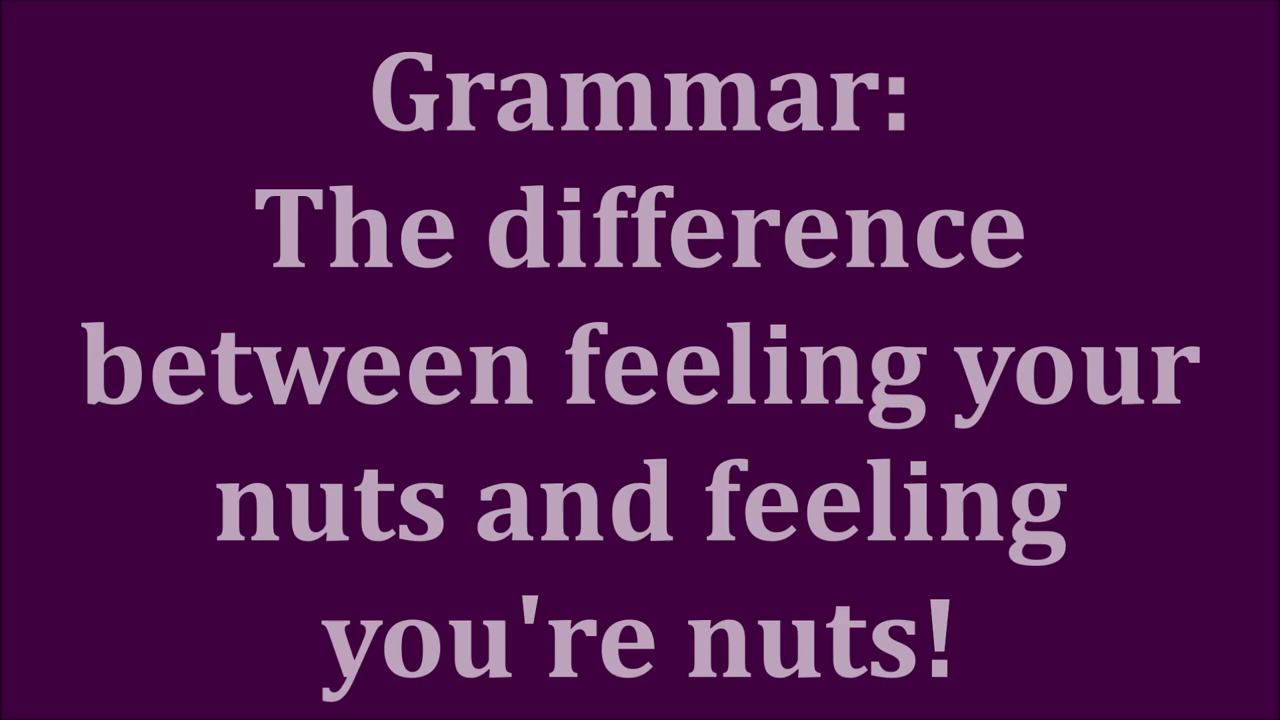 Grammar:
The difference
between feeling your
nuts and feeling
you're nuts!